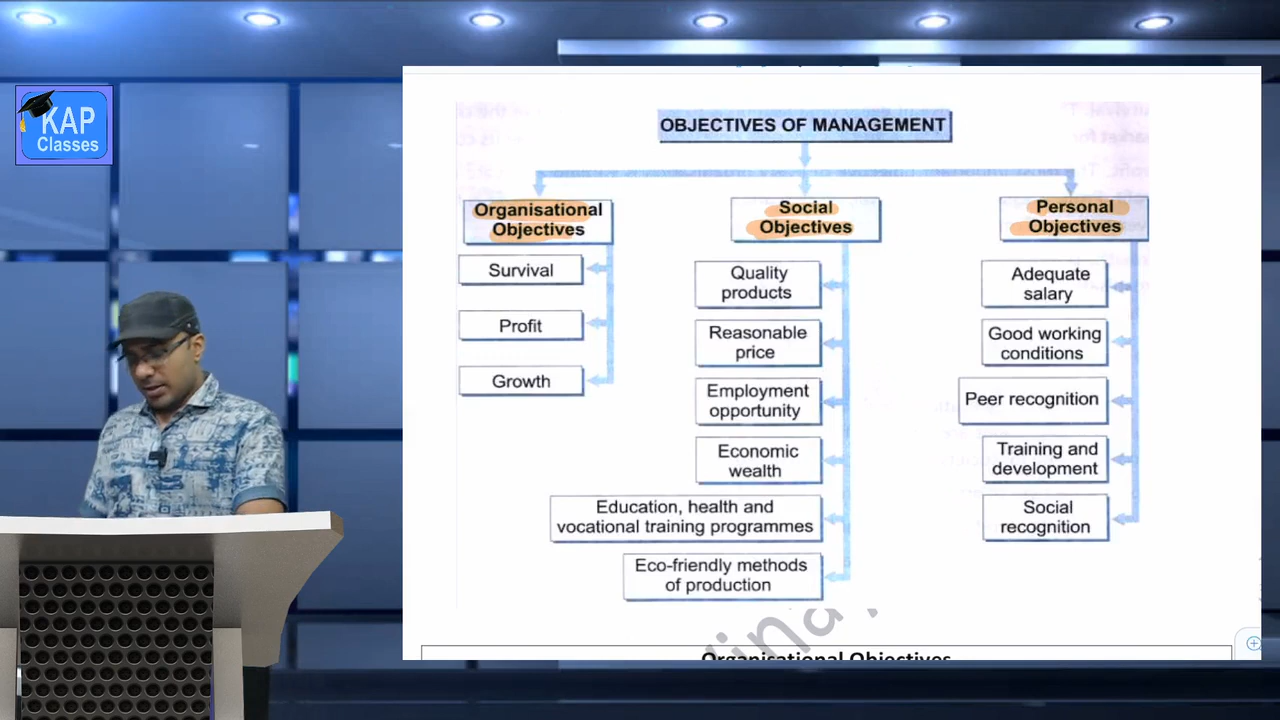 KAP
Classes
OBJECTIVES OF MANAGEMENT
Organisational
Objectives
Survival
Profit
Growth
Social
Objectives
Quality
products
Reasonable
price
Employment
opportunity
Economic
wealth
Education, health and
vocational training programmes
Eco-friendly methods
of production
Personal
Objectives
Adequate
salary
Good working
conditions
Peer recognition
Training and
development
Social
recognition
Organisational Objectives